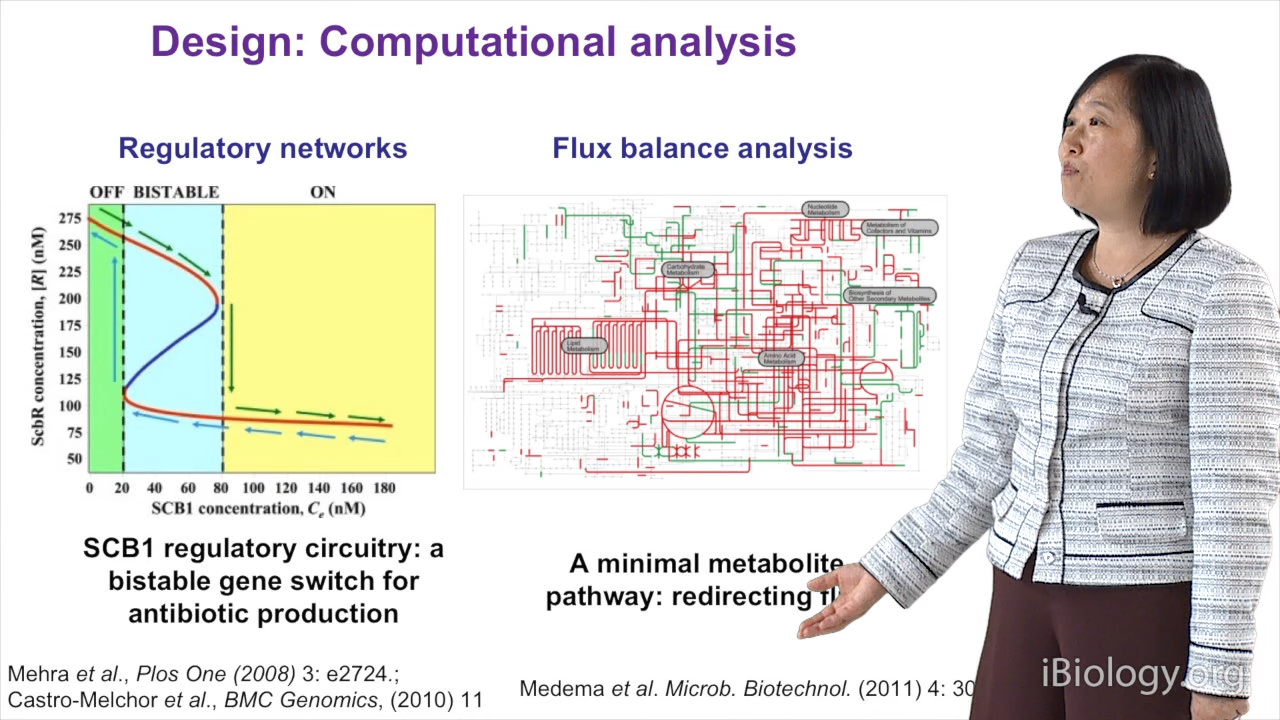 Design: Computational analysis
Regulatory networks
Flux balance analysis
OFF BISTABLE ON
275
250
225
200
175
150
125
100
75
50
ScbR concentration, [R] (nM)
0 20 40 60 80 100 120 140 160 180
SCB1 concentration, Ce (nM)
Nucleotide
Metabolism
Metabolism of
Cofactors and Vitamins
Carbohydrate
Metabolism
Biosynthesis of
Other Secondary Metabolites
Lipid
Metabolism
Amino Acid
Metabolism
SCB1 regulatory circuitry: a
bistable gene switch for
antibiotic production
A minimal metabolite
pathway: redirecting
Mehra et al., Plos One (2008) 3: e2724.;
Castro-Melchor et al., BMC Genomics, (2010) 11
Medema et al. Microb. Biotechnol. (2011) 4: 30
iBiology.org